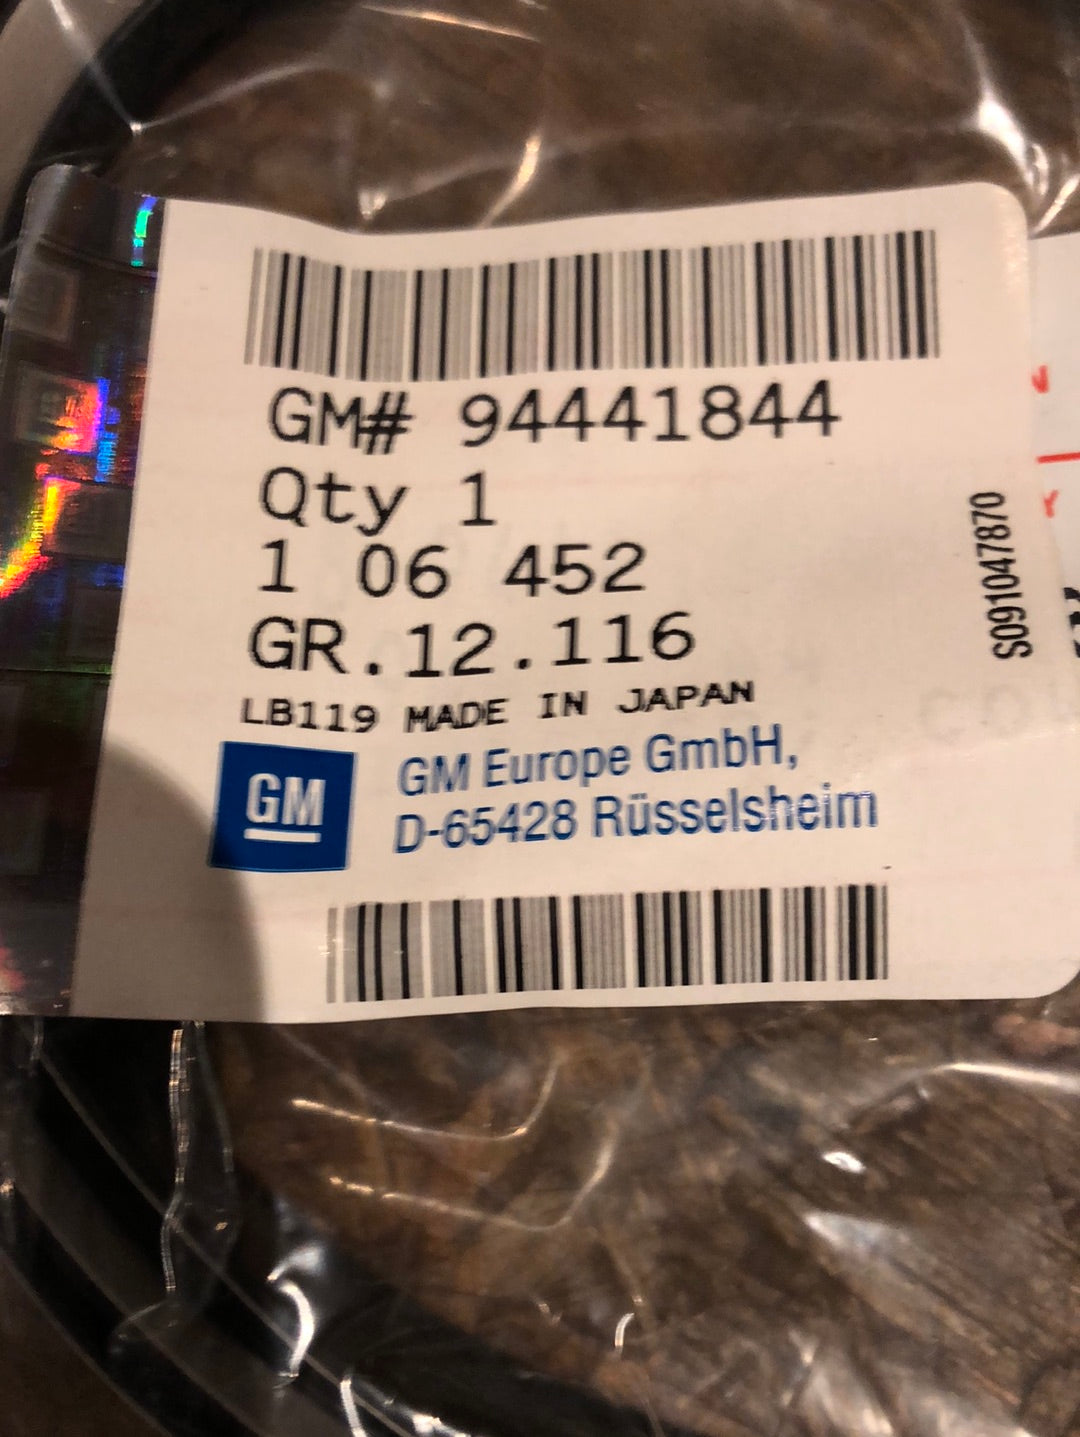 GM# 94441844
Qty 1
1 06 452
GR.12.116
LB119 MADE IN JAPAN
GM
GM Europe GmbH,
D-65428 Rüsselsheim
S091047870
N
Y